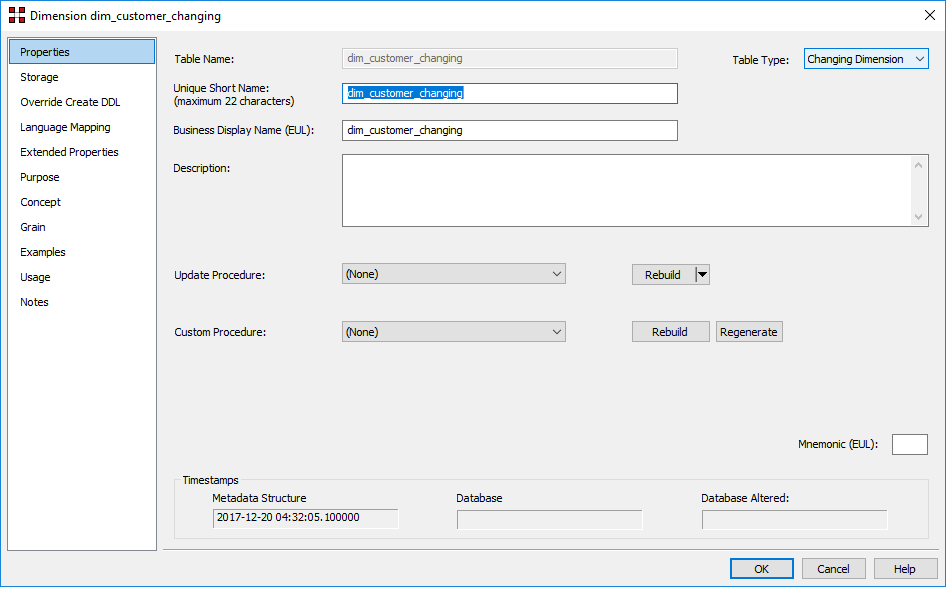 Dimension dim_customer_changing
Properties
Storage
Override Create DDL
Language Mapping
Extended Properties
Purpose
Concept
Grain
Examples
Usage
Notes
Table Name: dim_customer_changing Table Type: Changing Dimension
Unique Short Name:
(maximum 22 characters) dim_customer_changing
Business Display Name (EUL): dim_customer_changing
Description:
Update Procedure: (None) Rebuild
Custom Procedure: (None) Rebuild Regenerate
Mnemonic (EUL):
Timestamps
Metadata Structure Database Database Altered:
2017-12-20 04:32:05.100000
OK Cancel Help